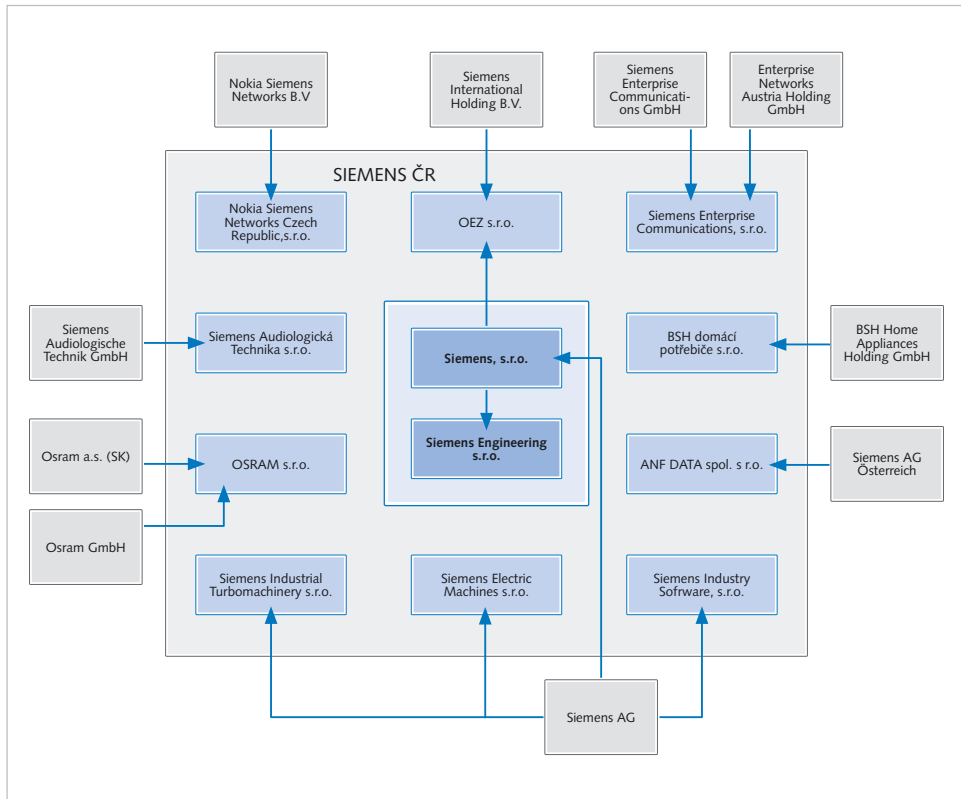 Nokia Siemens
Networks B.V
Siemens
International
Holding B.V.
Siemens
Enterprise
Communicati-
ons GmbH
Enterprise
Networks
Austria Holding
GmbH
SIEMENS ČR
Nokia Siemens
Networks Czech
Republic,s.r.o.
OEZ s.r.o.
Siemens Enterprise
Communications, s.r.o.
Siemens
Audiologische
Technik GmbH
Siemens Audiologická
Technika s.r.o.
Siemens, s.r.o.
BSH domácí
potřebiče s.r.o.
BSH Home
Appliances
Holding GmbH
Osram a.s. (SK)
OSRAM s.r.o.
Siemens Engineering
s.r.o.
ANF DATA spol. s r.o.
Siemens AG
Österreich
Osram GmbH
Siemens Industrial
Turbomachinery s.r.o.
Siemens Electric
Machines s.r.o.
Siemens Industry
Sofrware, s.r.o.
Siemens AG